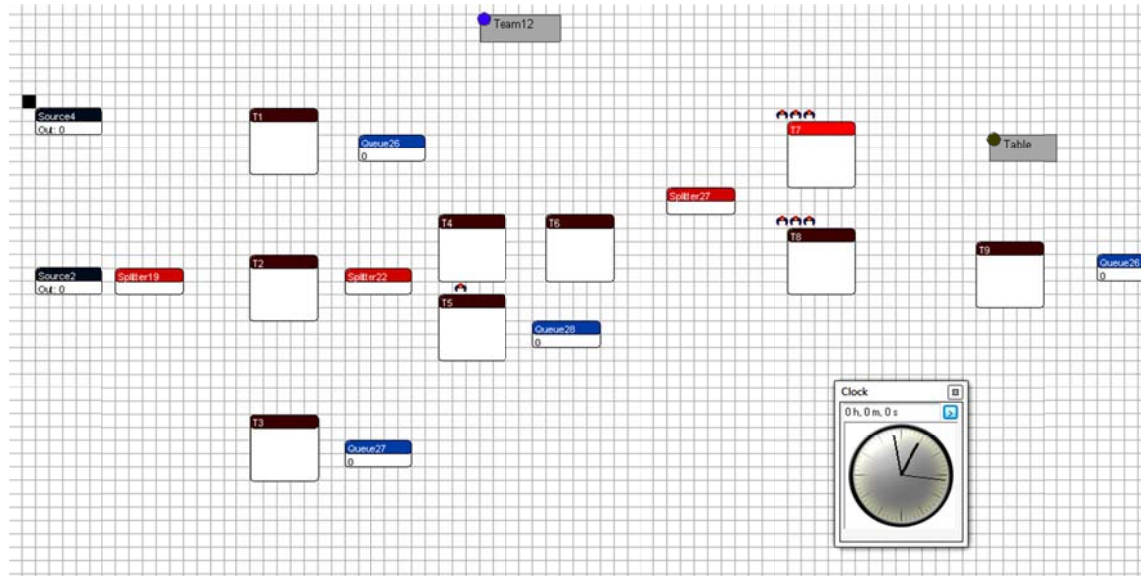 Team12
Source4
Out: 0
T1
Queue26
0
T7
Table
Splitter27
T4
T6
T8
T9
Source2
Out: 0
Splitter19
T2
Splitter22
Queue26
0
T5
Queue28
0
Clock
0 h, 0 m, 0 s
T3
Queue27
0